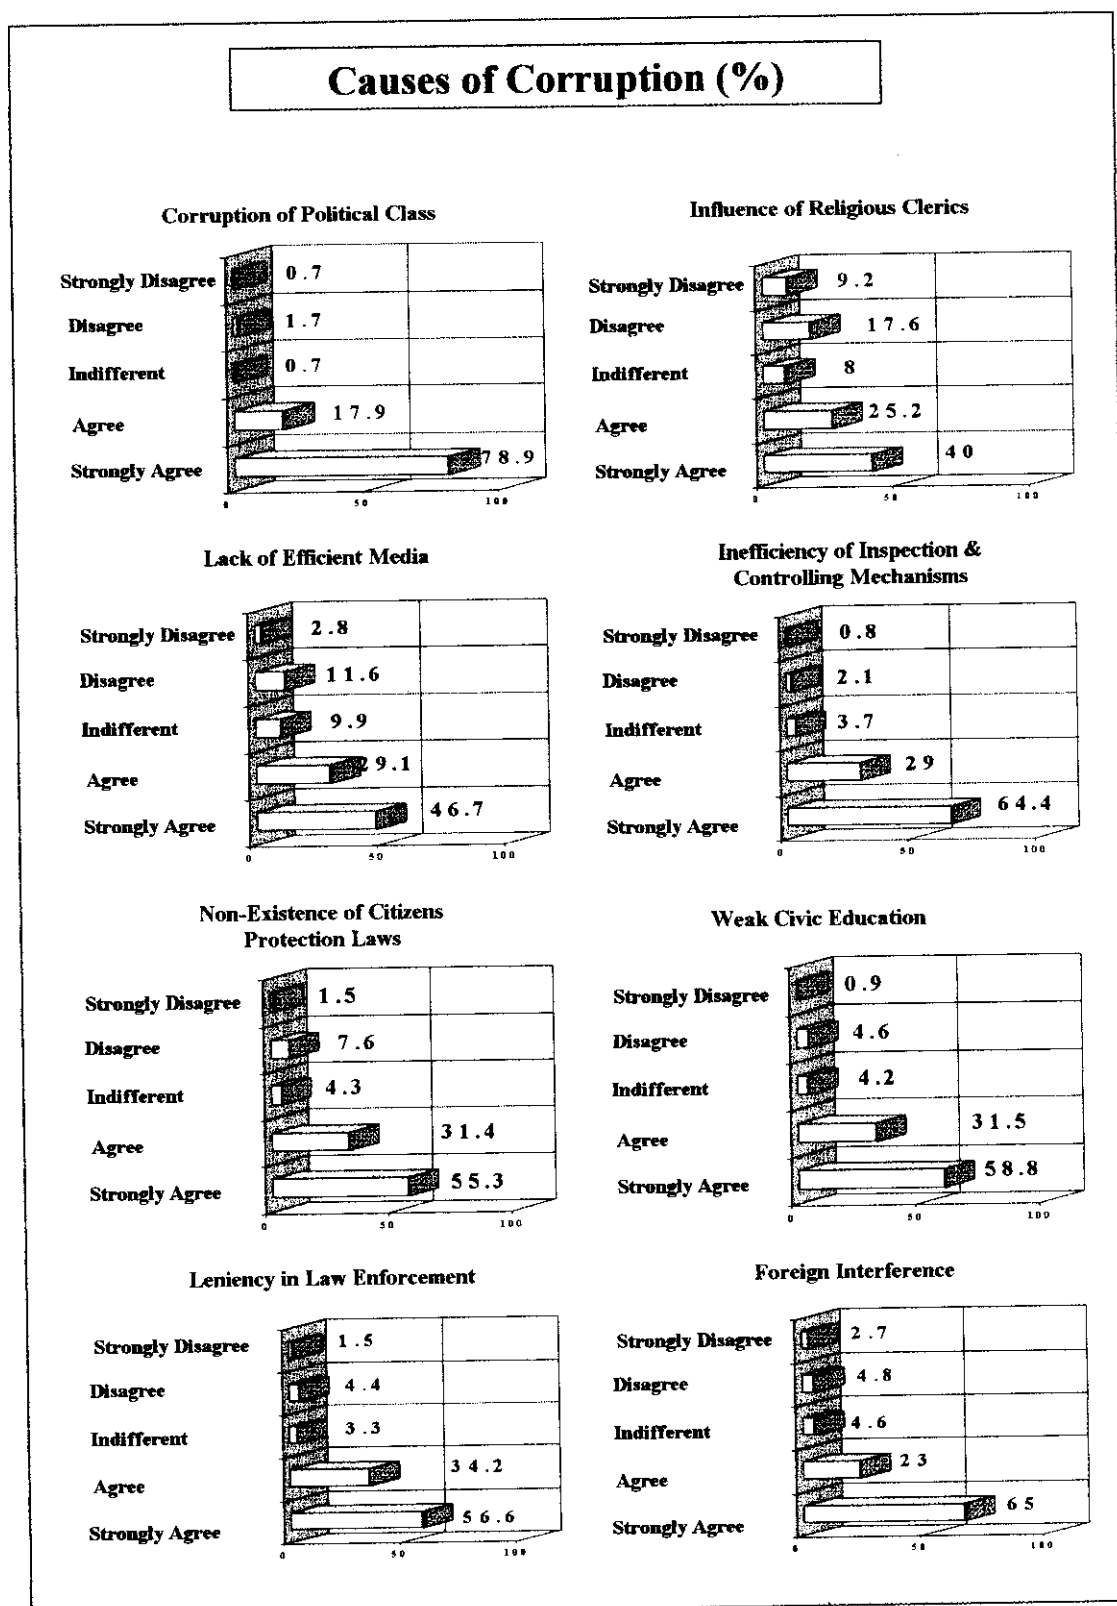 Causes of Corruption (%)
Corruption of Political Class
Strongly Disagree 0.7
Disagree 1.7
Indifferent 0.7
Agree 17.9
Strongly Agree 78.9
0 50 100
Influence of Religious Clerics
Strongly Disagree 9.2
Disagree 17.6
Indifferent 8
Agree 25.2
Strongly Agree 40
0 50 100
Lack of Efficient Media
Strongly Disagree 2.8
Disagree 11.6
Indifferent 9.9
Agree 29.1
Strongly Agree 46.7
0 50 100
Inefficiency of Inspection &
Controlling Mechanisms
Strongly Disagree 0.8
Disagree 2.1
Indifferent 3.7
Agree 29
Strongly Agree 64.4
0 50 100
Non-Existence of Citizens
Protection Laws
Strongly Disagree 1.5
Disagree 7.6
Indifferent 4.3
Agree 31.4
Strongly Agree 55.3
0 50 100
Weak Civic Education
Strongly Disagree 0.9
Disagree 4.6
Indifferent 4.2
Agree 31.5
Strongly Agree 58.8
0 50 100
Leniency in Law Enforcement
Strongly Disagree 1.5
Disagree 4.4
Indifferent 3.3
Agree 34.2
Strongly Agree 56.6
0 50 100
Foreign Interference
Strongly Disagree 2.7
Disagree 4.8
Indifferent 4.6
Agree 23
Strongly Agree 65
0 50 100